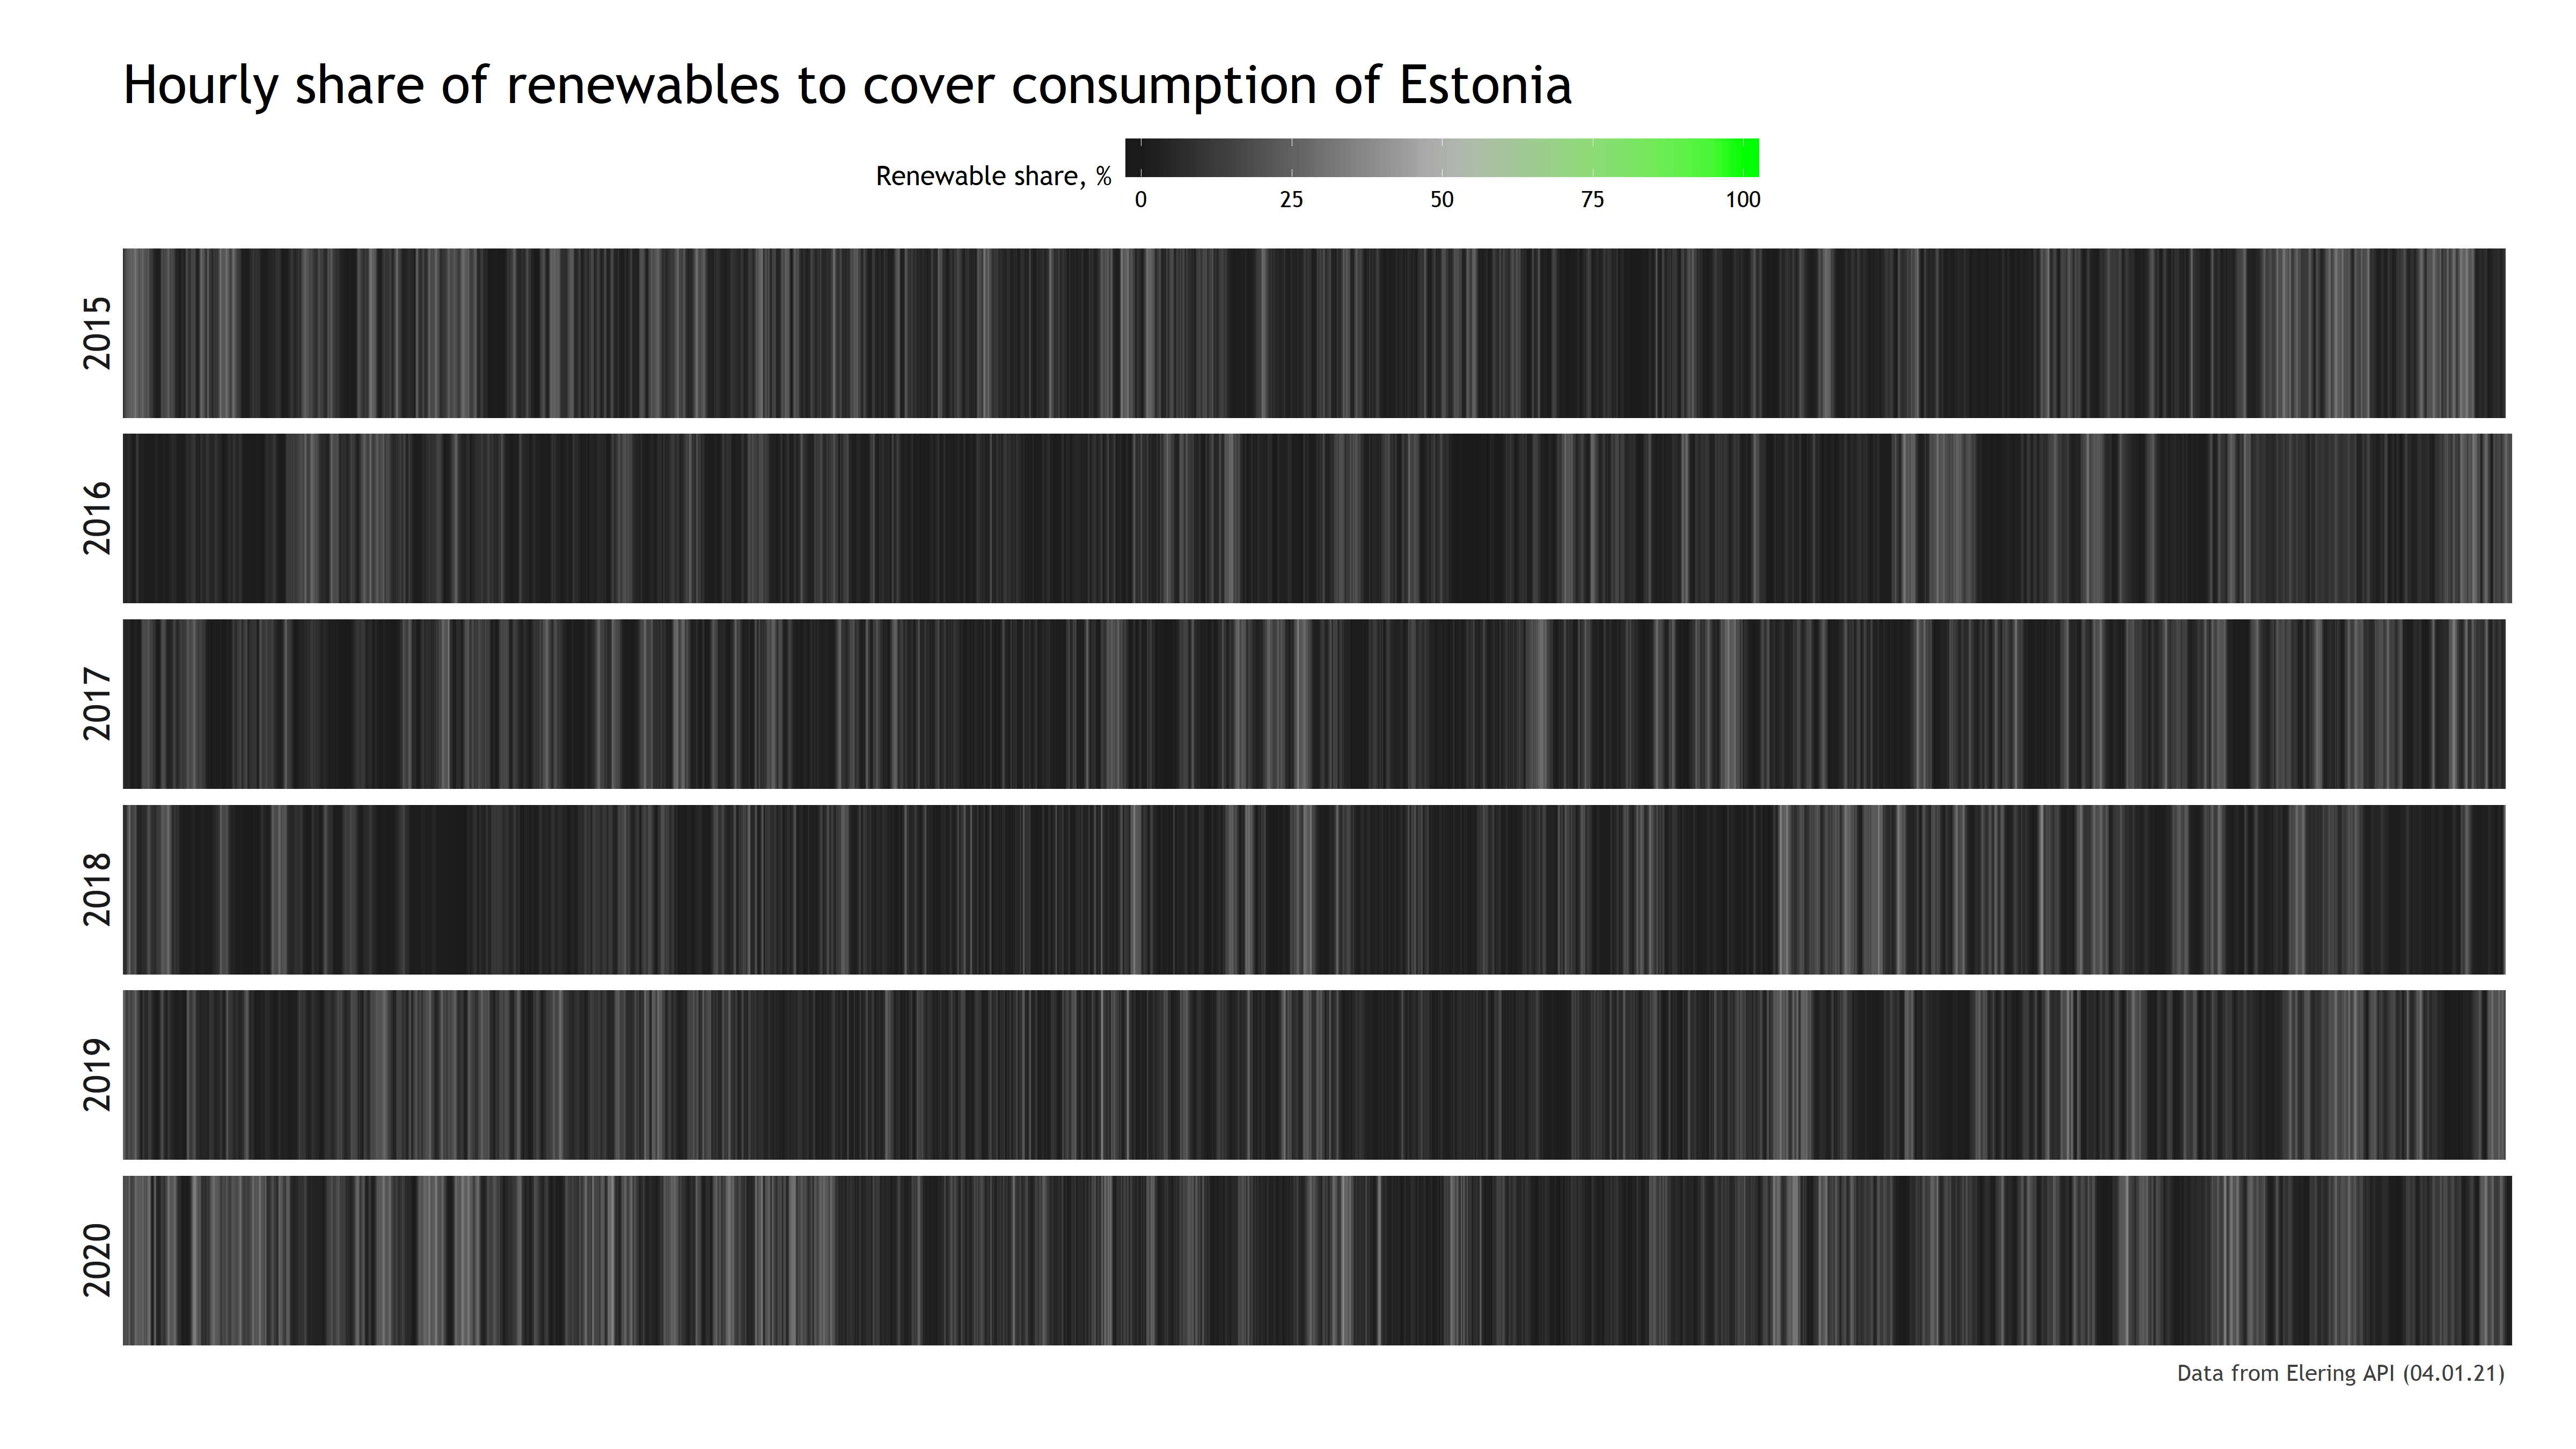 Hourly share of renewables to cover consumption of Estonia
Renewable share, %
0 25 50 75 100
2015
2016
2017
2018
2019
2020
Data from Elering API (04.01.21)